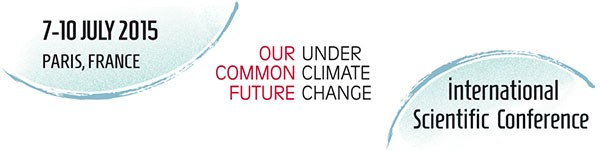 7-10 JULY 2015
PARIS, FRANCE
OUR UNDER
COMMON CLIMATE
FUTURE CHANGE
international
Scientific Conference